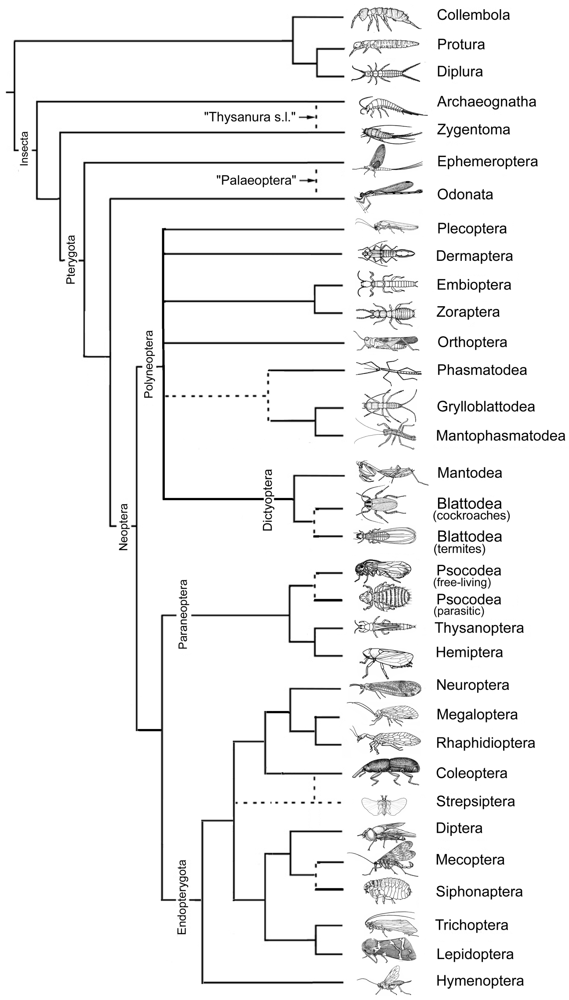 Collembola
Protura
Diplura
Archaeognatha
"Thysanura s.l."
Zygentoma
Insecta
Ephemeroptera
"Palaeoptera"
Odonata
Plecoptera
Pterygota
Dermaptera
Embioptera
Zoraptera
Orthoptera
Polyneoptera
Phasmatodea
Grylloblattodea
Mantophasmatodea
Mantodea
Dictyoptera
Blattodea
(cockroaches)
Neoptera
Blattodea
(termites)
Psocodea
(free-living)
Psocodea
(parasitic)
Paraneoptera
Thysanoptera
Hemiptera
Neuroptera
Megaloptera
Rhaphidioptera
Coleoptera
Strepsiptera
Diptera
Mecoptera
Endopterygota
Siphonaptera
Trichoptera
Lepidoptera
Hymenoptera